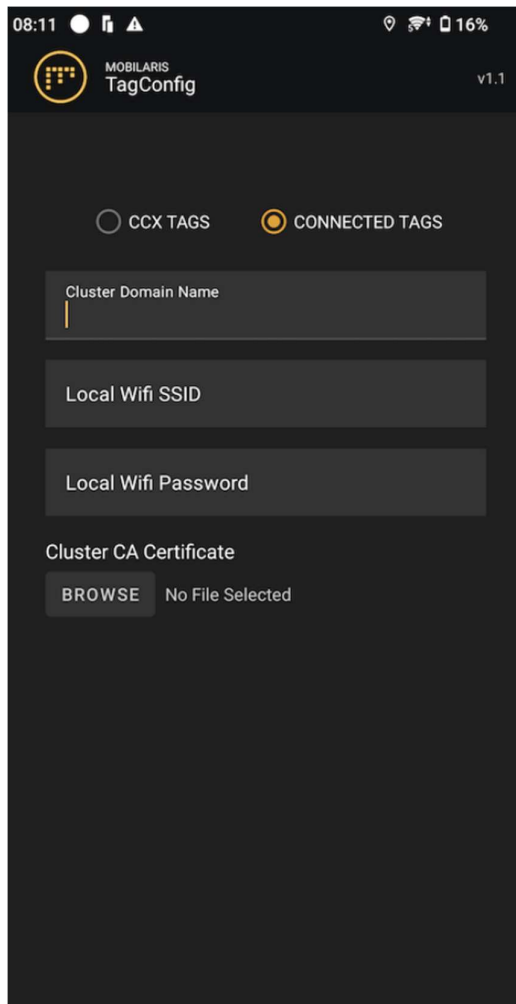 08:11 16%
MOBILARIS
TagConfig
v1.1
CCX TAGS CONNECTED TAGS
Cluster Domain Name
Local Wifi SSID
Local Wifi Password
Cluster CA Certificate
BROWSE No File Selected